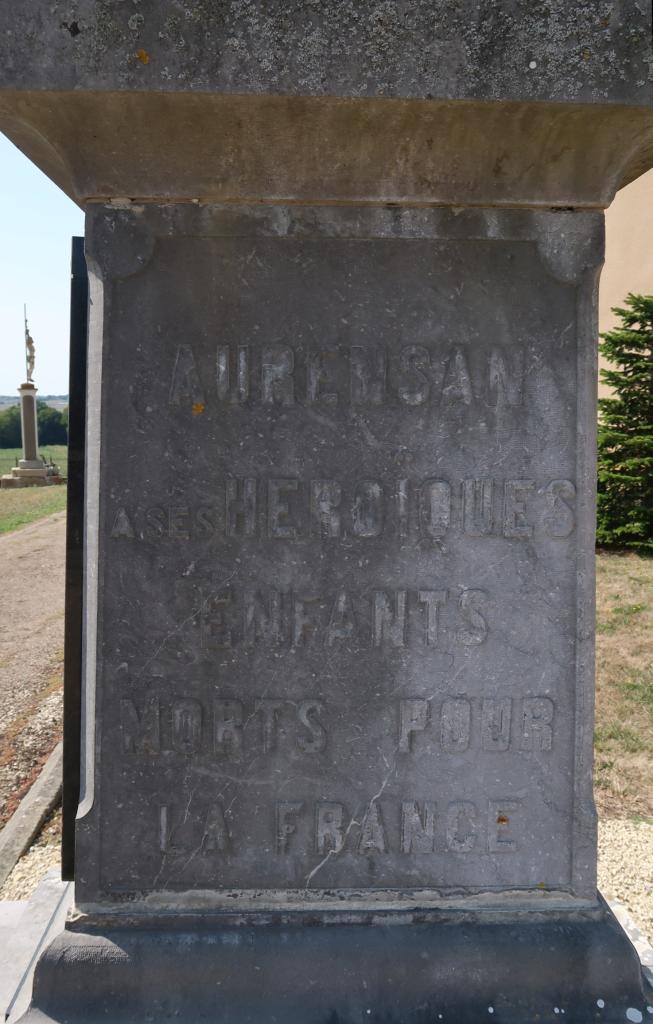 AURENSAN
A SES HEROIQUES
ENFANTS
MORTS POUR
LA FRANCE